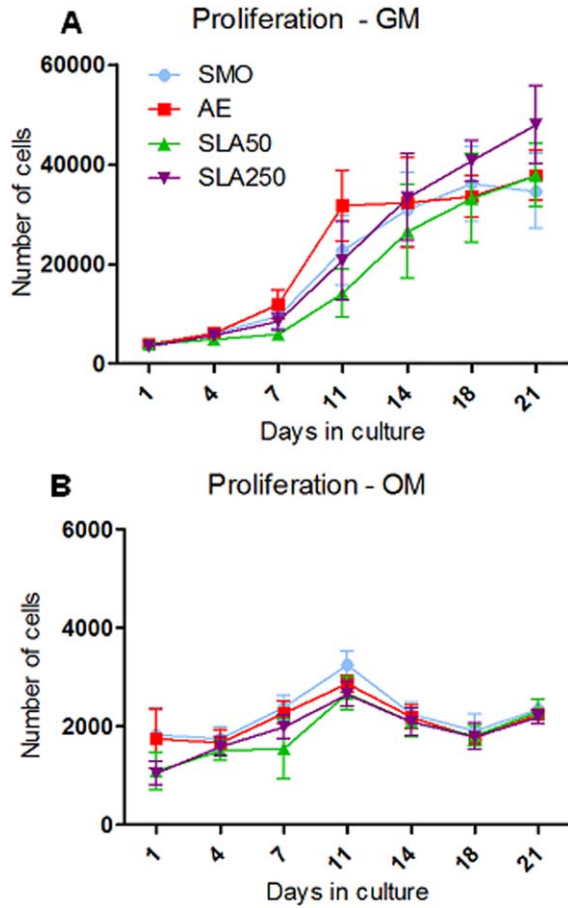 A
Proliferation - GM
60000
40000
20000
0
Number of cells
SMO
AE
SLA50
SLA250
1 4 7 11 14 18 21
Days in culture
B
Proliferation - OM
6000
4000
2000
0
Number of cells
1 4 7 11 14 18 21
Days in culture